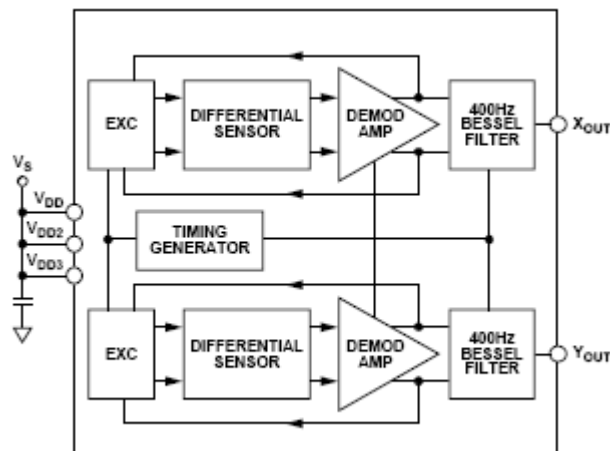 EXC
DIFFERENTIAL
SENSOR
DEMOD
AMP
400Hz
BESSEL
FILTER
XOUT
VS
VDD
VDD2
VDD3
TIMING
GENERATOR
EXC
DIFFERENTIAL
SENSOR
DEMOD
AMP
400Hz
BESSEL
FILTER
YOUT